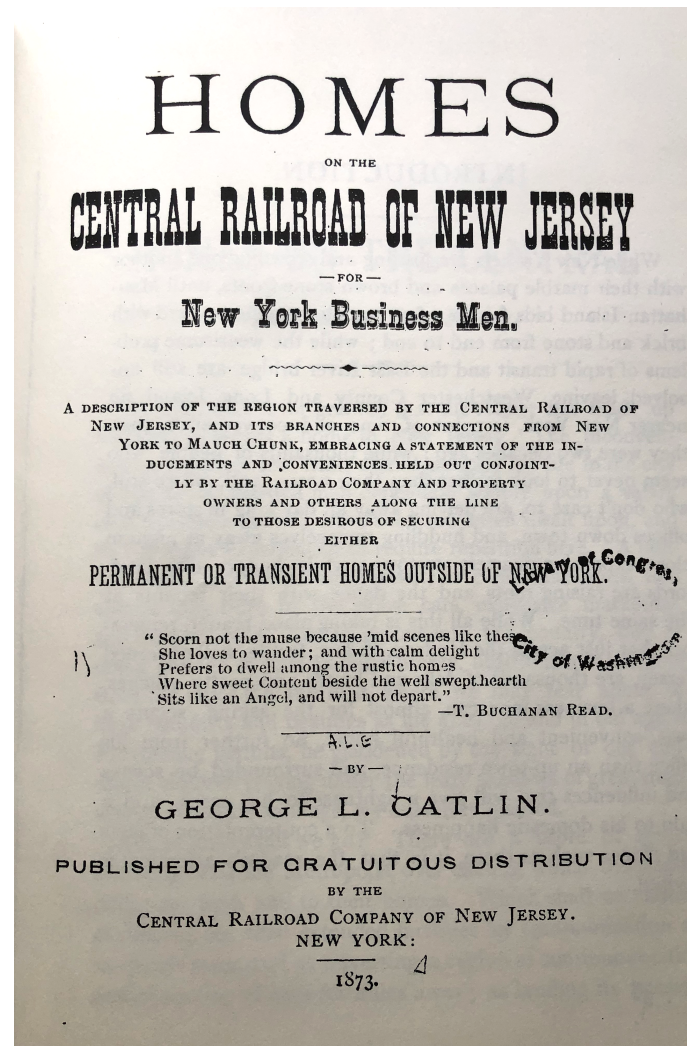 HOMES
ON THE
CENTRAL RAILROAD OF NEW JERSEY
—FOR—
New York Business Men.
A DESCRIPTION OF THE REGION TRAVERSED BY THE CENTRAL RAILROAD OF
NEW JERSEY, AND ITS BRANCHES AND CONNECTIONS FROM NEW
YORK TO MAUCH CHUNK, EMBRACING A STATEMENT OF THE IN-
DUCEMENTS AND CONVENIENCES HELD OUT CONJOINT-
LY BY THE RAILROAD COMPANY AND PROPERTY
OWNERS AND OTHERS ALONG THE LINE
TO THOSE DESIROUS OF SECURING
EITHER
PERMANENT OR TRANSIENT HOMES OUTSIDE OF NEW YORK.
Library of Congress,
City of Washington
“Scorn not the muse because 'mid scenes like these
She loves to wander; and with calm delight
Prefers to dwell among the rustic homes
Where sweet Content beside the well swept hearth
Sits like an Angel, and will not depart.”
—T. BUCHANAN READ.
A.L.G
—BY—
GEORGE L. CATLIN.
PUBLISHED FOR GRATUITOUS DISTRIBUTION
BY THE
CENTRAL RAILROAD COMPANY OF NEW JERSEY.
NEW YORK:
1873.